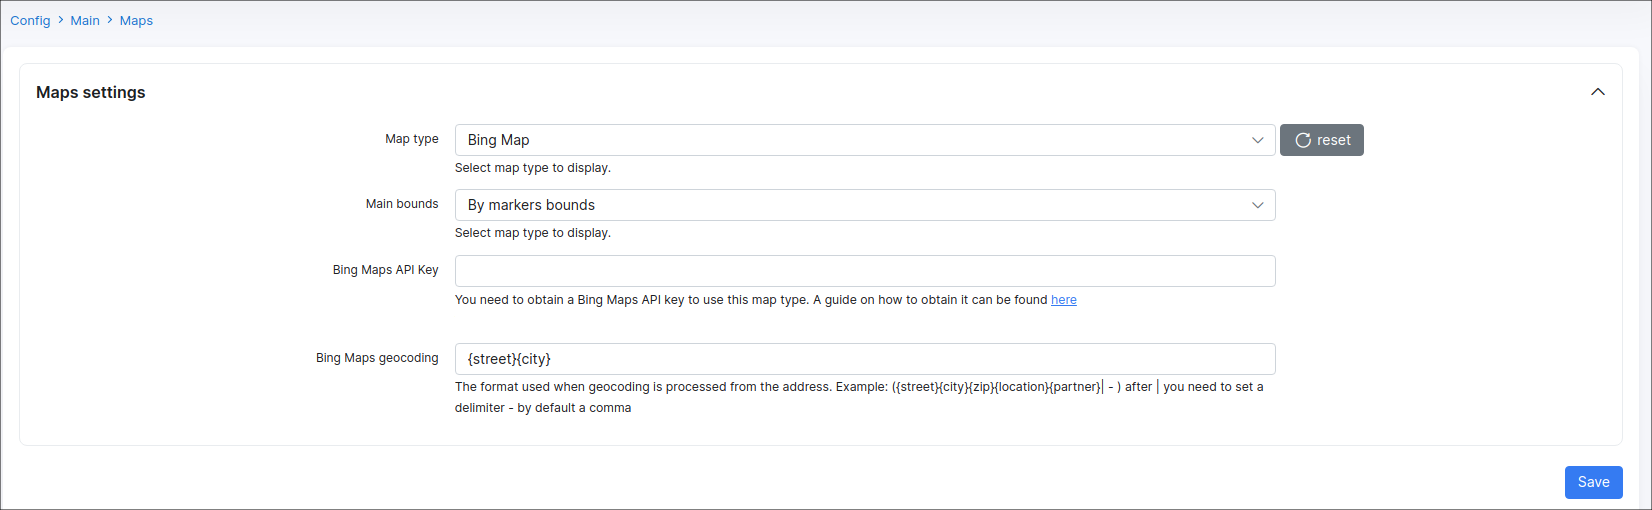 Config > Main > Maps
Maps settings
Map type
Bing Map
reset
Select map type to display.
Main bounds
By markers bounds
Select map type to display.
Bing Maps API Key
You need to obtain a Bing Maps API key to use this map type. A guide on how to obtain it can be found here
Bing Maps geocoding
{street}{city}
The format used when geocoding is processed from the address. Example: ({street}{city}{zip}{location}{partner}| - ) after | you need to set a
delimiter - by default a comma
Save